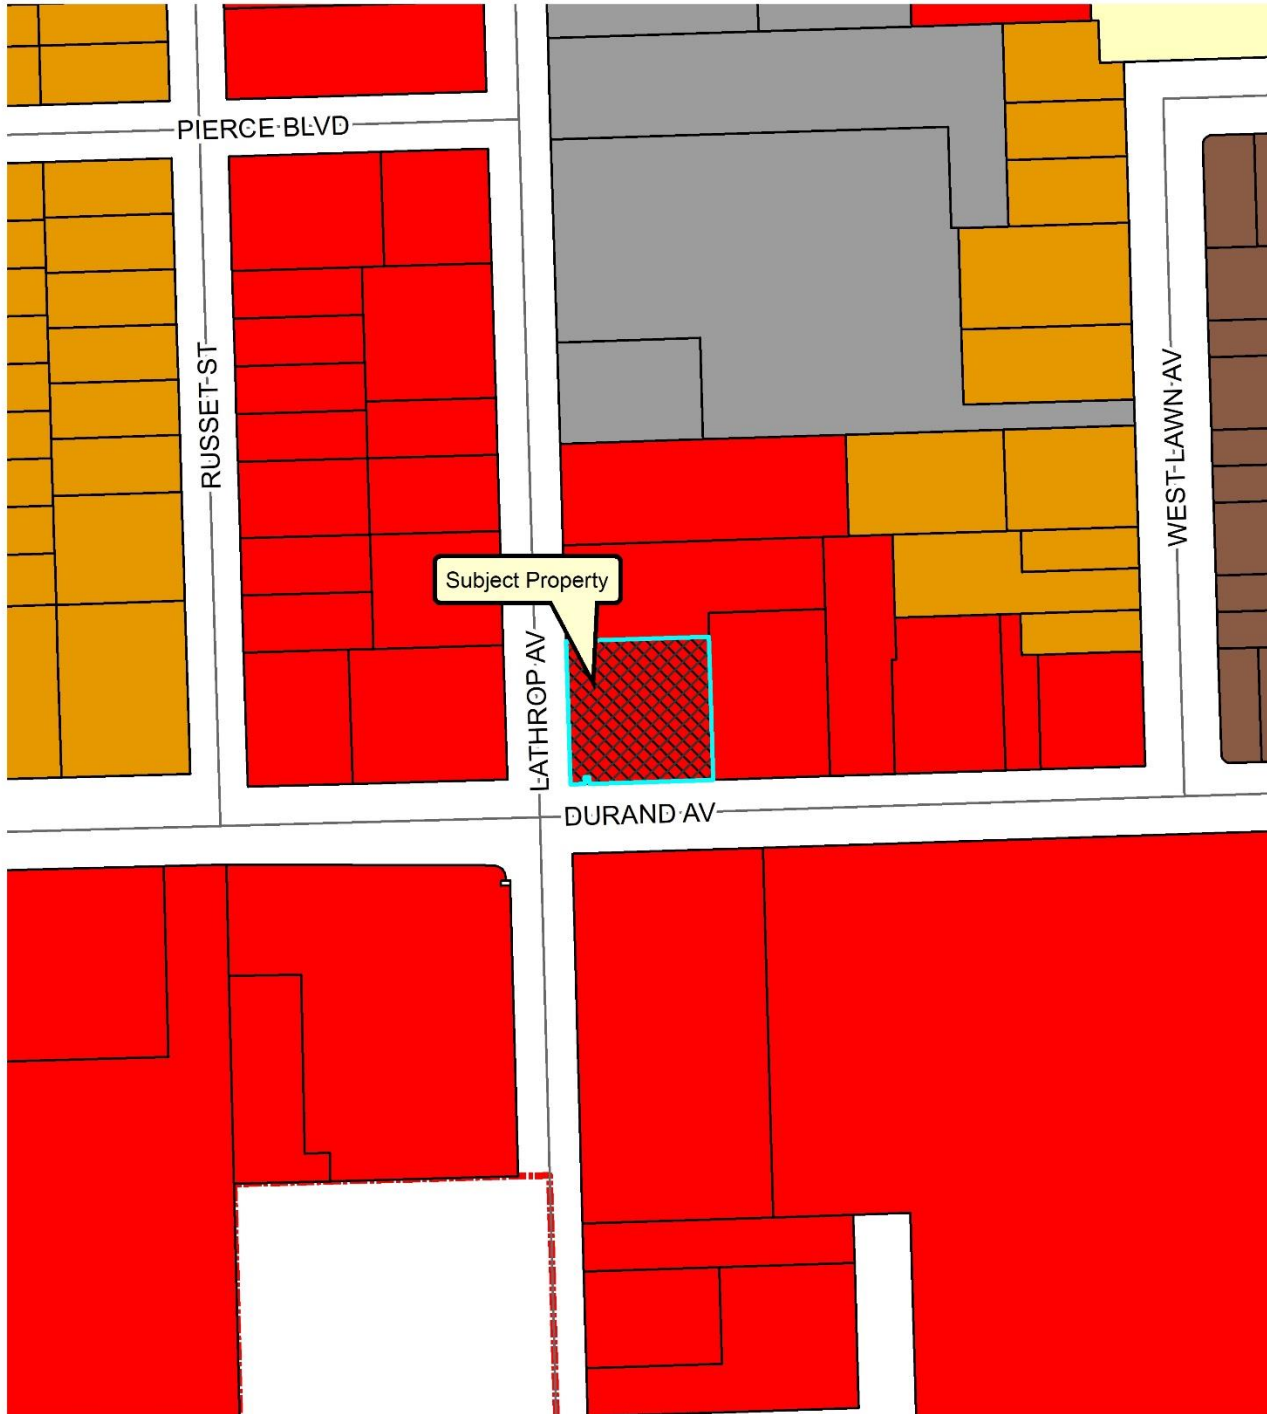 PIERCE BLVD
RUSSET ST
WEST LAWN AV
Subject Property
LATHROP AV
DURAND AV